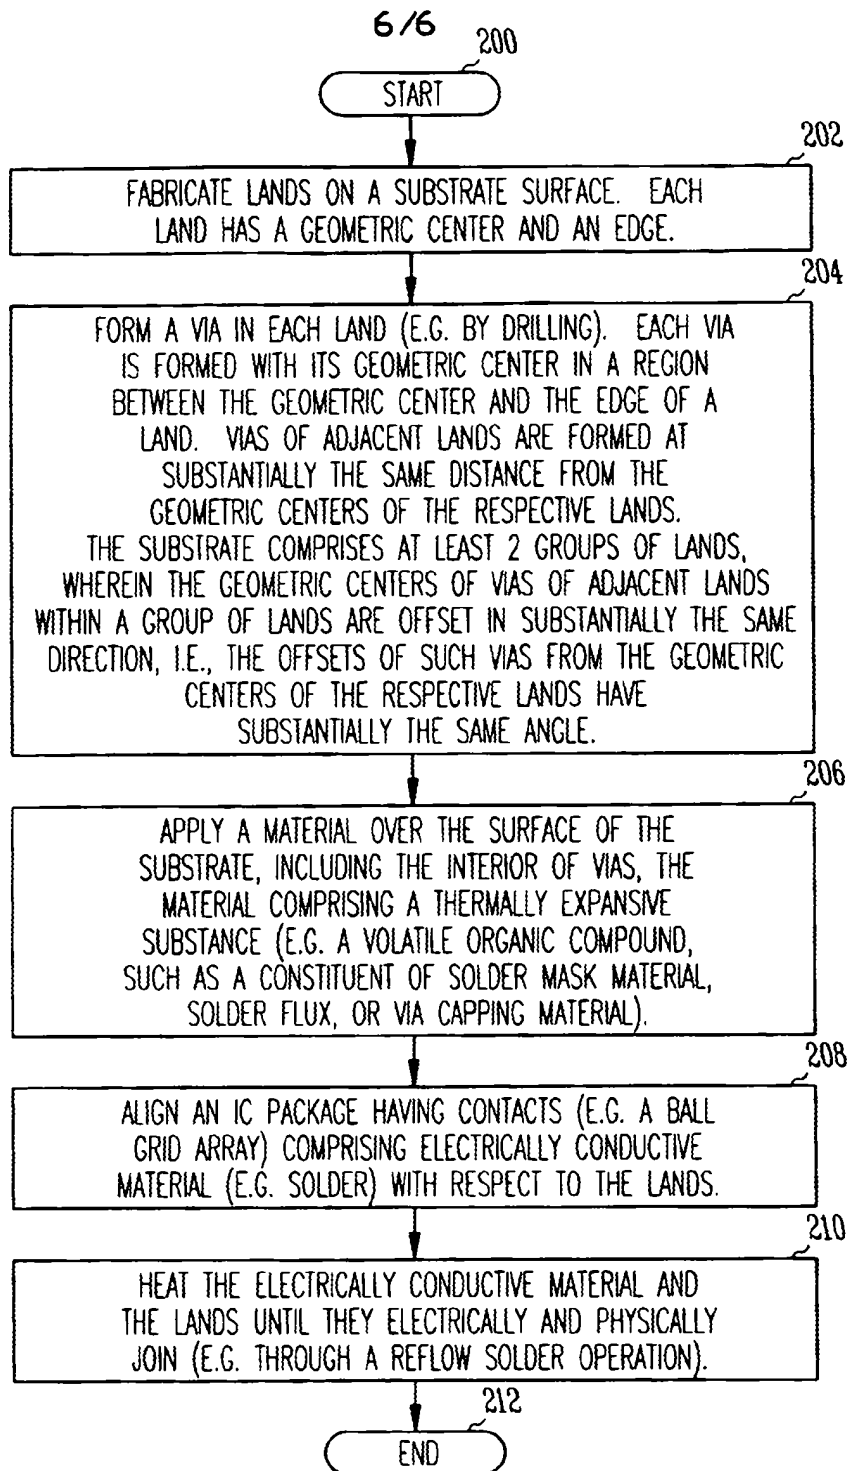 6/6
200
START
202
FABRICATE LANDS ON A SUBSTRATE SURFACE. EACH
LAND HAS A GEOMETRIC CENTER AND AN EDGE.
204
FORM A VIA IN EACH LAND (E.G. BY DRILLING). EACH VIA
IS FORMED WITH ITS GEOMETRIC CENTER IN A REGION
BETWEEN THE GEOMETRIC CENTER AND THE EDGE OF A
LAND. VIAS OF ADJACENT LANDS ARE FORMED AT
SUBSTANTIALLY THE SAME DISTANCE FROM THE
GEOMETRIC CENTERS OF THE RESPECTIVE LANDS.
THE SUBSTRATE COMPRISES AT LEAST 2 GROUPS OF LANDS,
WHEREIN THE GEOMETRIC CENTERS OF VIAS OF ADJACENT LANDS
WITHIN A GROUP OF LANDS ARE OFFSET IN SUBSTANTIALLY THE SAME
DIRECTION, I.E., THE OFFSETS OF SUCH VIAS FROM THE GEOMETRIC
CENTERS OF THE RESPECTIVE LANDS HAVE
SUBSTANTIALLY THE SAME ANGLE.
206
APPLY A MATERIAL OVER THE SURFACE OF THE
SUBSTRATE, INCLUDING THE INTERIOR OF VIAS, THE
MATERIAL COMPRISING A THERMALLY EXPANSIVE
SUBSTANCE (E.G. A VOLATILE ORGANIC COMPOUND,
SUCH AS A CONSTITUENT OF SOLDER MASK MATERIAL,
SOLDER FLUX, OR VIA CAPPING MATERIAL).
208
ALIGN AN IC PACKAGE HAVING CONTACTS (E.G. A BALL
GRID ARRAY) COMPRISING ELECTRICALLY CONDUCTIVE
MATERIAL (E.G. SOLDER) WITH RESPECT TO THE LANDS.
210
HEAT THE ELECTRICALLY CONDUCTIVE MATERIAL AND
THE LANDS UNTIL THEY ELECTRICALLY AND PHYSICALLY
JOIN (E.G. THROUGH A REFLOW SOLDER OPERATION).
212
END